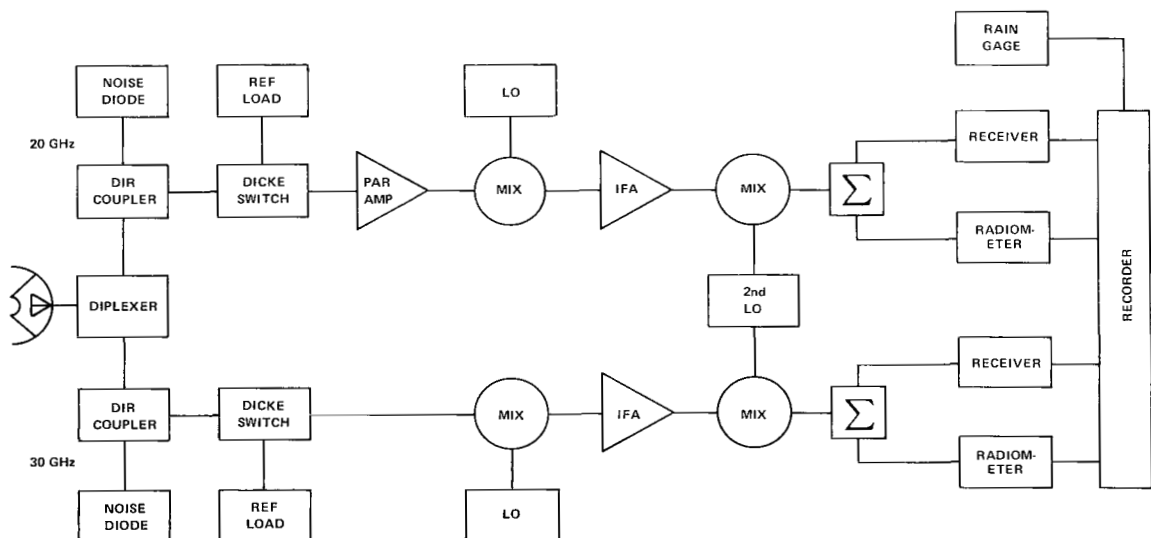 RAIN
GAGE
NOISE
DIODE
REF
LOAD
LO
20 GHz
RECEIVER
DIR
COUPLER
DICKE
SWITCH
PAR
AMP
MIX
IFA
MIX
Σ
RADIOM-
ETER
DIPLEXER
2nd
LO
RECORDER
RECEIVER
DIR
COUPLER
DICKE
SWITCH
MIX
IFA
MIX
Σ
30 GHz
RADIOM-
ETER
NOISE
DIODE
REF
LOAD
LO